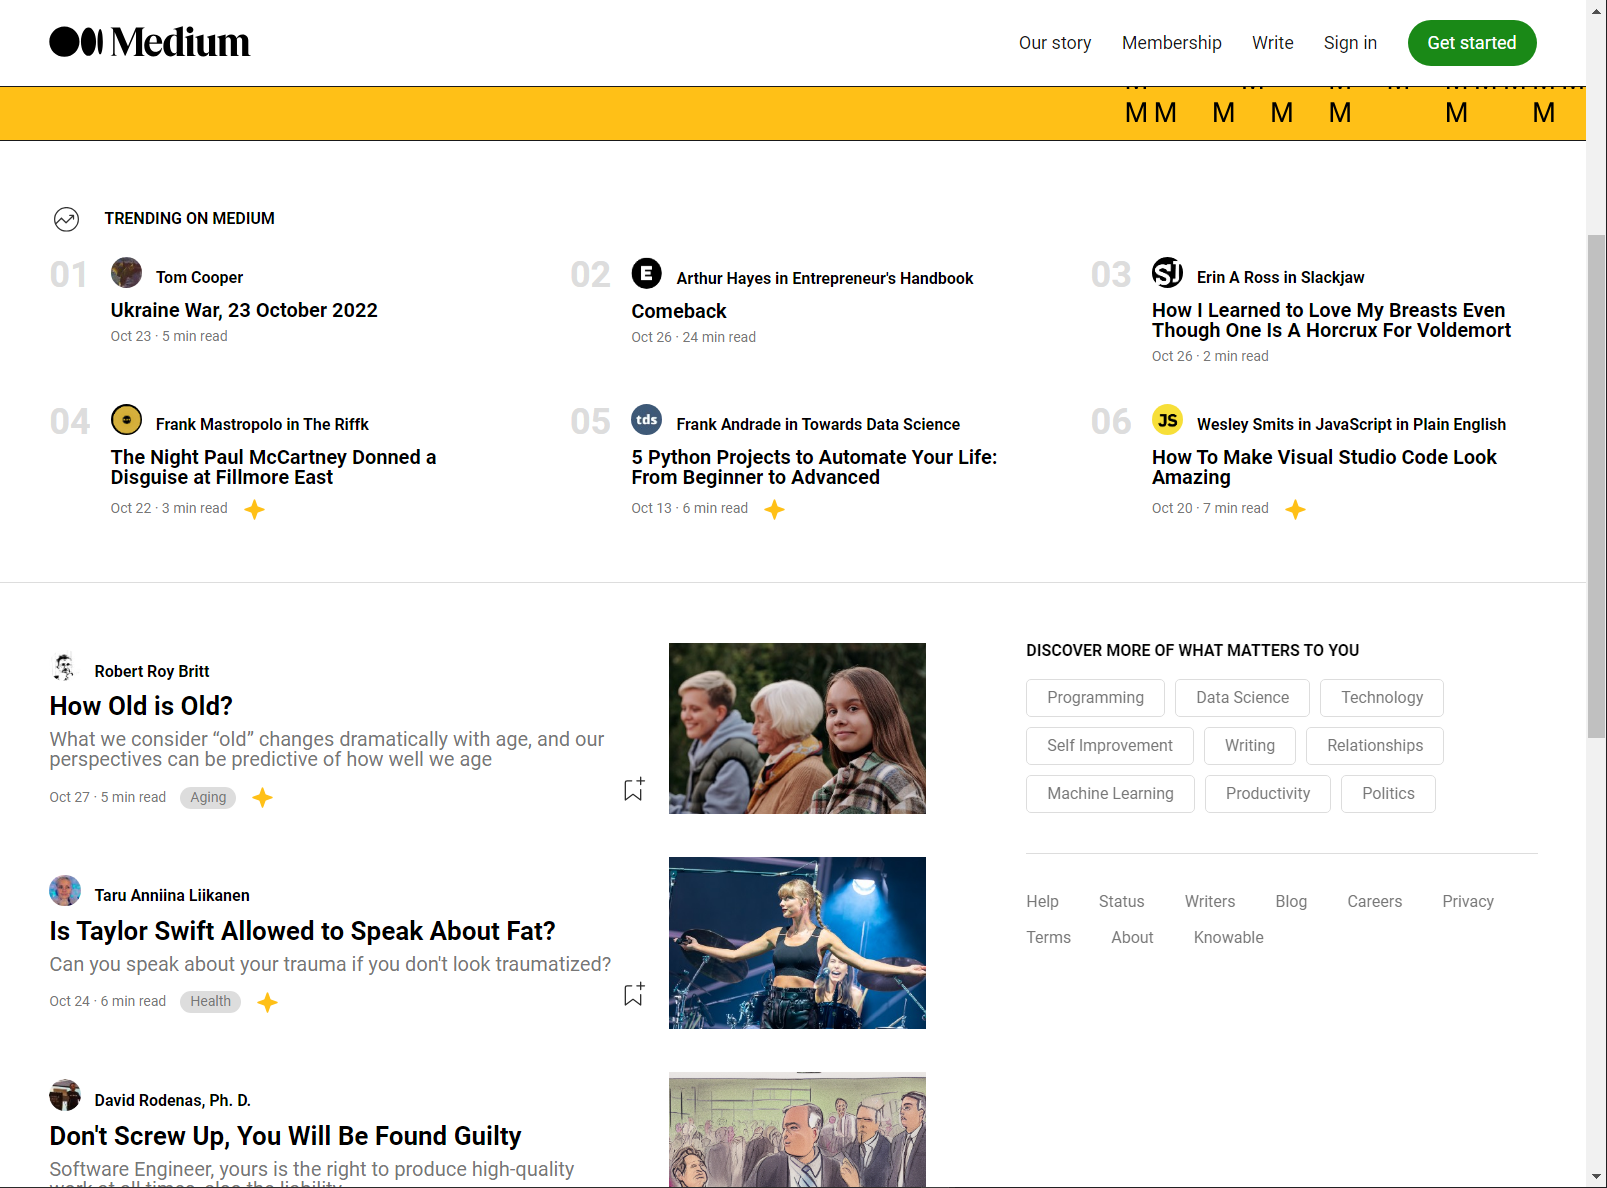 Medium
Our story Membership Write Sign in Get started
M M M M M M M
TRENDING ON MEDIUM
01
Tom Cooper
Ukraine War, 23 October 2022
Oct 23 · 5 min read
02
E
Arthur Hayes in Entrepreneur's Handbook
Comeback
Oct 26 · 24 min read
03
SJ
Erin A Ross in Slackjaw
How I Learned to Love My Breasts Even
Though One Is A Horcrux For Voldemort
Oct 26 · 2 min read
04
Frank Mastropolo in The Riffk
The Night Paul McCartney Donned a
Disguise at Fillmore East
Oct 22 · 3 min read
05
tds
Frank Andrade in Towards Data Science
5 Python Projects to Automate Your Life:
From Beginner to Advanced
Oct 13 · 6 min read
06
JS
Wesley Smits in JavaScript in Plain English
How To Make Visual Studio Code Look
Amazing
Oct 20 · 7 min read
Robert Roy Britt
How Old is Old?
What we consider “old” changes dramatically with age, and our
perspectives can be predictive of how well we age
Oct 27 · 5 min read Aging
Taru Anniina Liikanen
Is Taylor Swift Allowed to Speak About Fat?
Can you speak about your trauma if you don't look traumatized?
Oct 24 · 6 min read Health
David Rodenas, Ph. D.
Don't Screw Up, You Will Be Found Guilty
Software Engineer, yours is the right to produce high-quality
work at all times, else the liability
DISCOVER MORE OF WHAT MATTERS TO YOU
Programming Data Science Technology
Self Improvement Writing Relationships
Machine Learning Productivity Politics
Help Status Writers Blog Careers Privacy
Terms About Knowable